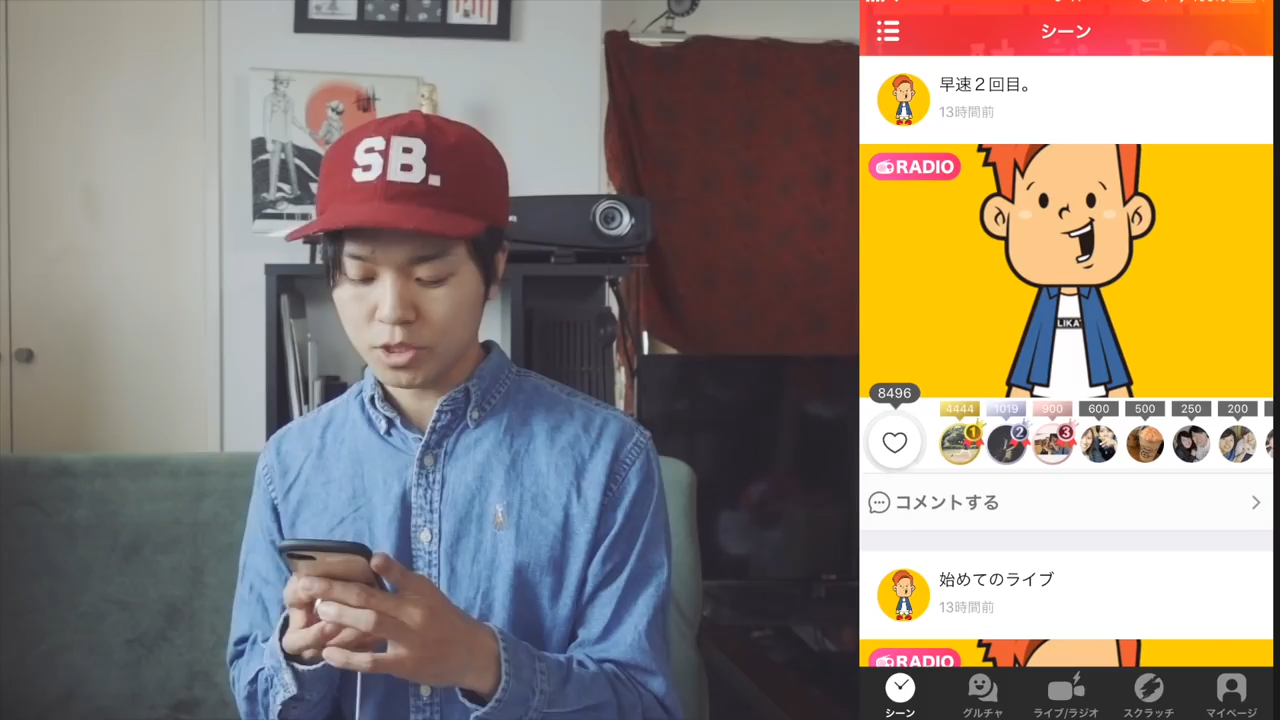 SB.
シーン
早速２回目。
13時間前
RADIO
LIKA
8496
4444
1019
900
600
500
250
200
1
2
3
コメントする
始めてのライブ
13時間前
RADIO
シーン
グルチャ
ライブ/ラジオ
スクラッチ
マイページ